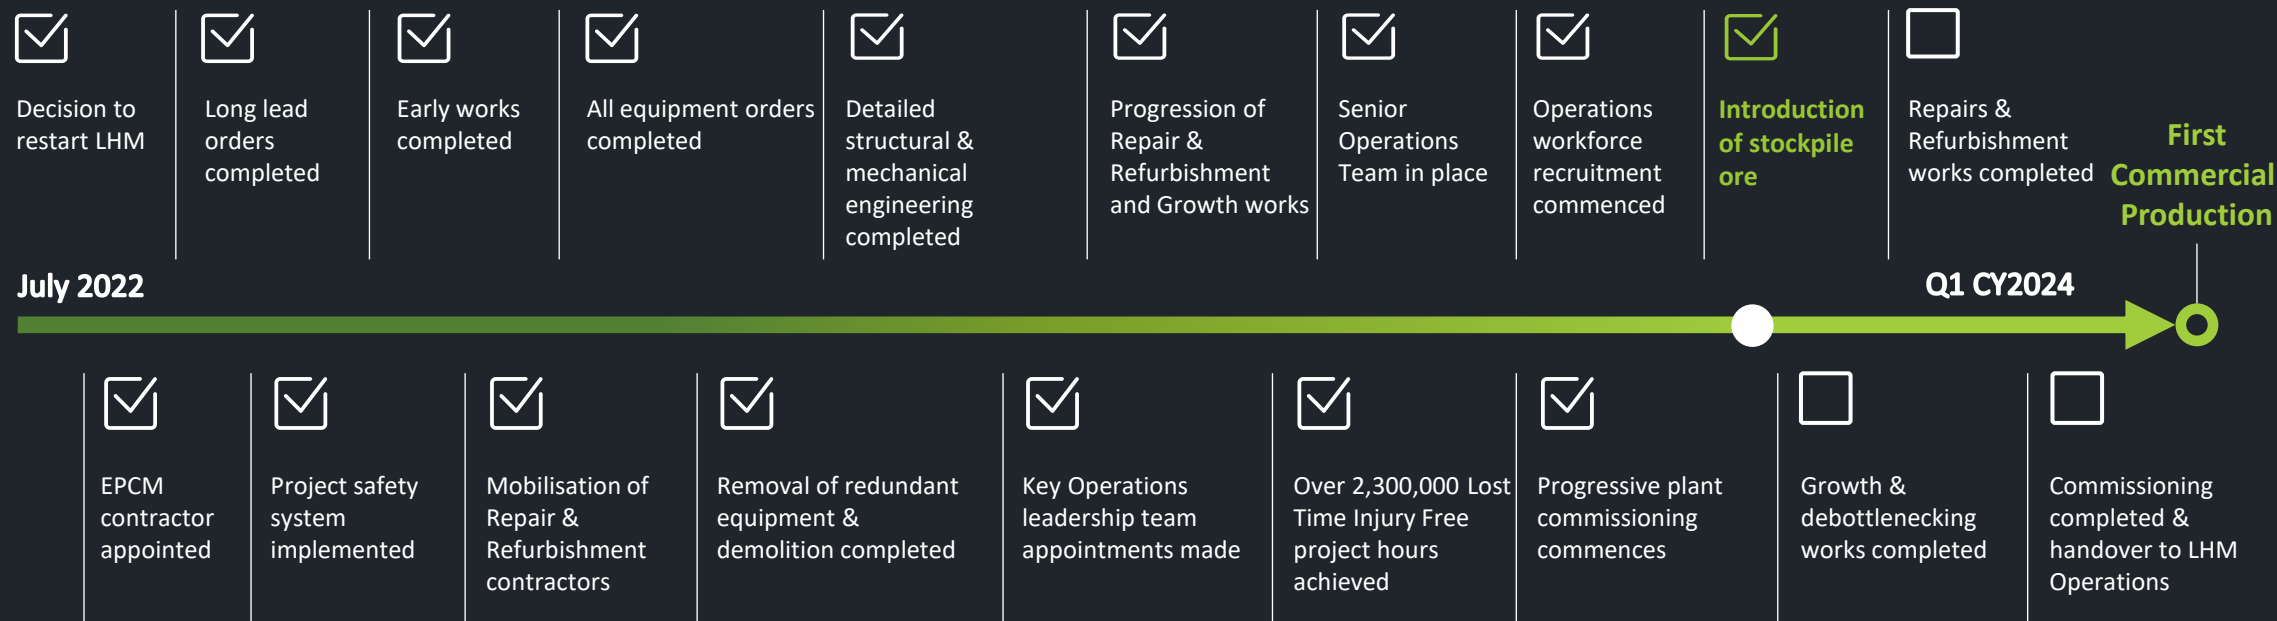 Decision to
restart LHM
Long lead
orders
completed
Early works
completed
All equipment orders
completed
Detailed
structural &
mechanical
engineering
completed
Progression of
Repair &
Refurbishment
and Growth works
Senior
Operations
Team in place
Operations
workforce
recruitment
commenced
Introduction
of stockpile
ore
Repairs &
Refurbishment
works completed
First
Commercial
Production
July 2022
Q1 CY2024
EPCM
contractor
appointed
Project safety
system
implemented
Mobilisation of
Repair &
Refurbishment
contractors
Removal of redundant
equipment &
demolition completed
Key Operations
leadership team
appointments made
Over 2,300,000 Lost
Time Injury Free
project hours
achieved
Progressive plant
commissioning
commences
Growth &
debottlenecking
works completed
Commissioning
completed &
handover to LHM
Operations